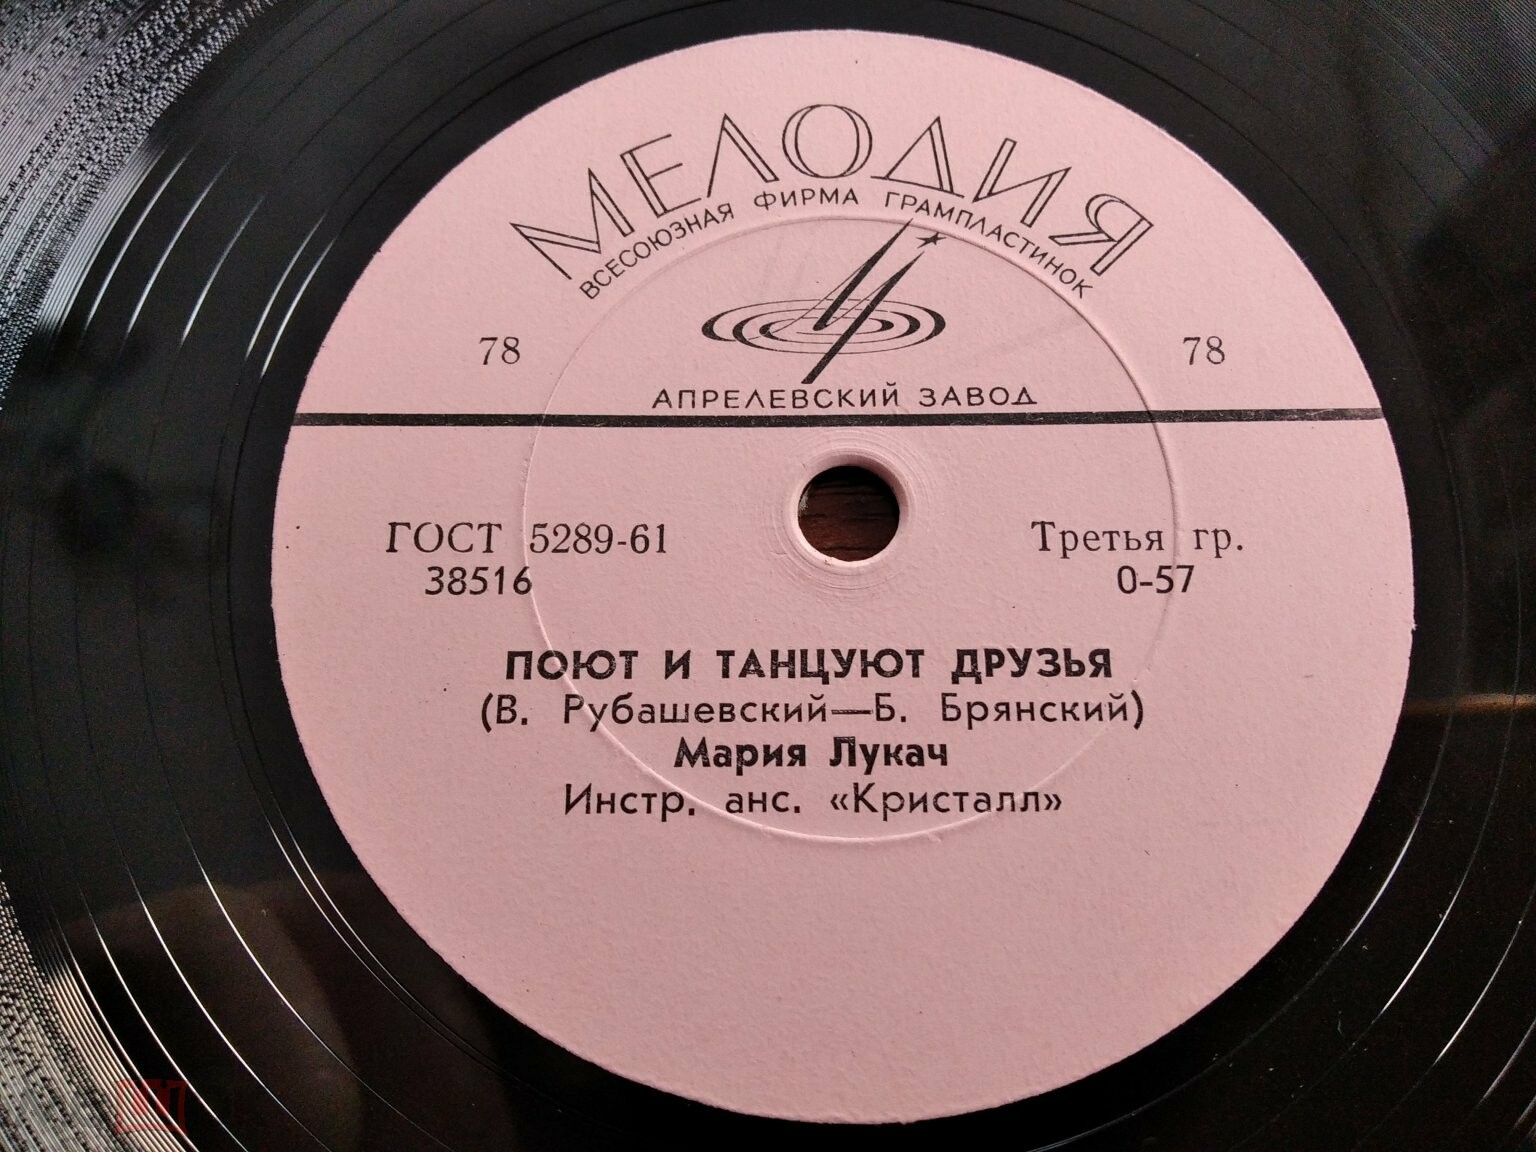 МЕЛОДИЯ
ВСЕСОЮЗНАЯ ФИРМА ГРАМПЛАСТИНОК
78 78
АПРЕЛЕВСКИЙ ЗАВОД
ГОСТ 5289-61 Третья гр.
38516 0-57
ПОЮТ И ТАНЦУЮТ ДРУЗЬЯ
(В. Рубашевский—Б. Брянский)
Мария Лукач
Инстр. анс. «Кристалл»